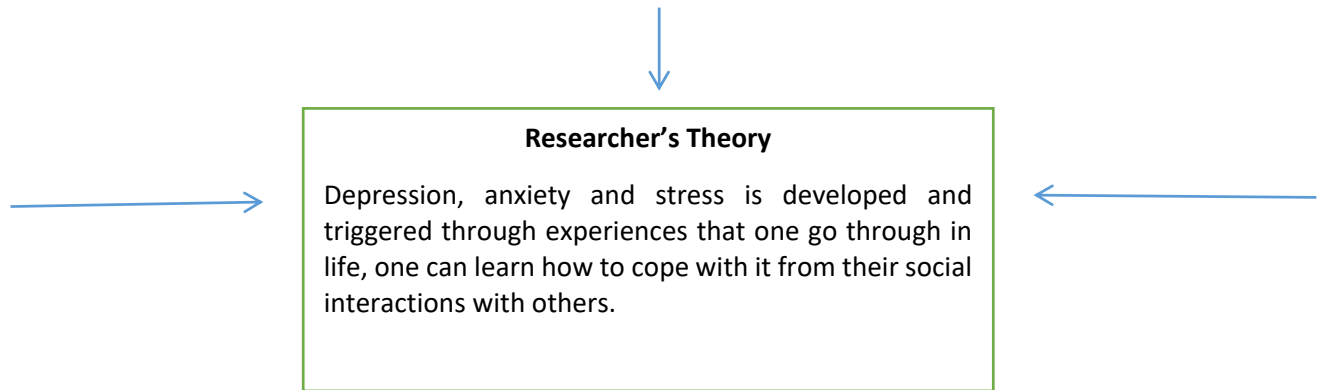 Researcher’s Theory
Depression, anxiety and stress is developed and
triggered through experiences that one go through in
life, one can learn how to cope with it from their social
interactions with others.